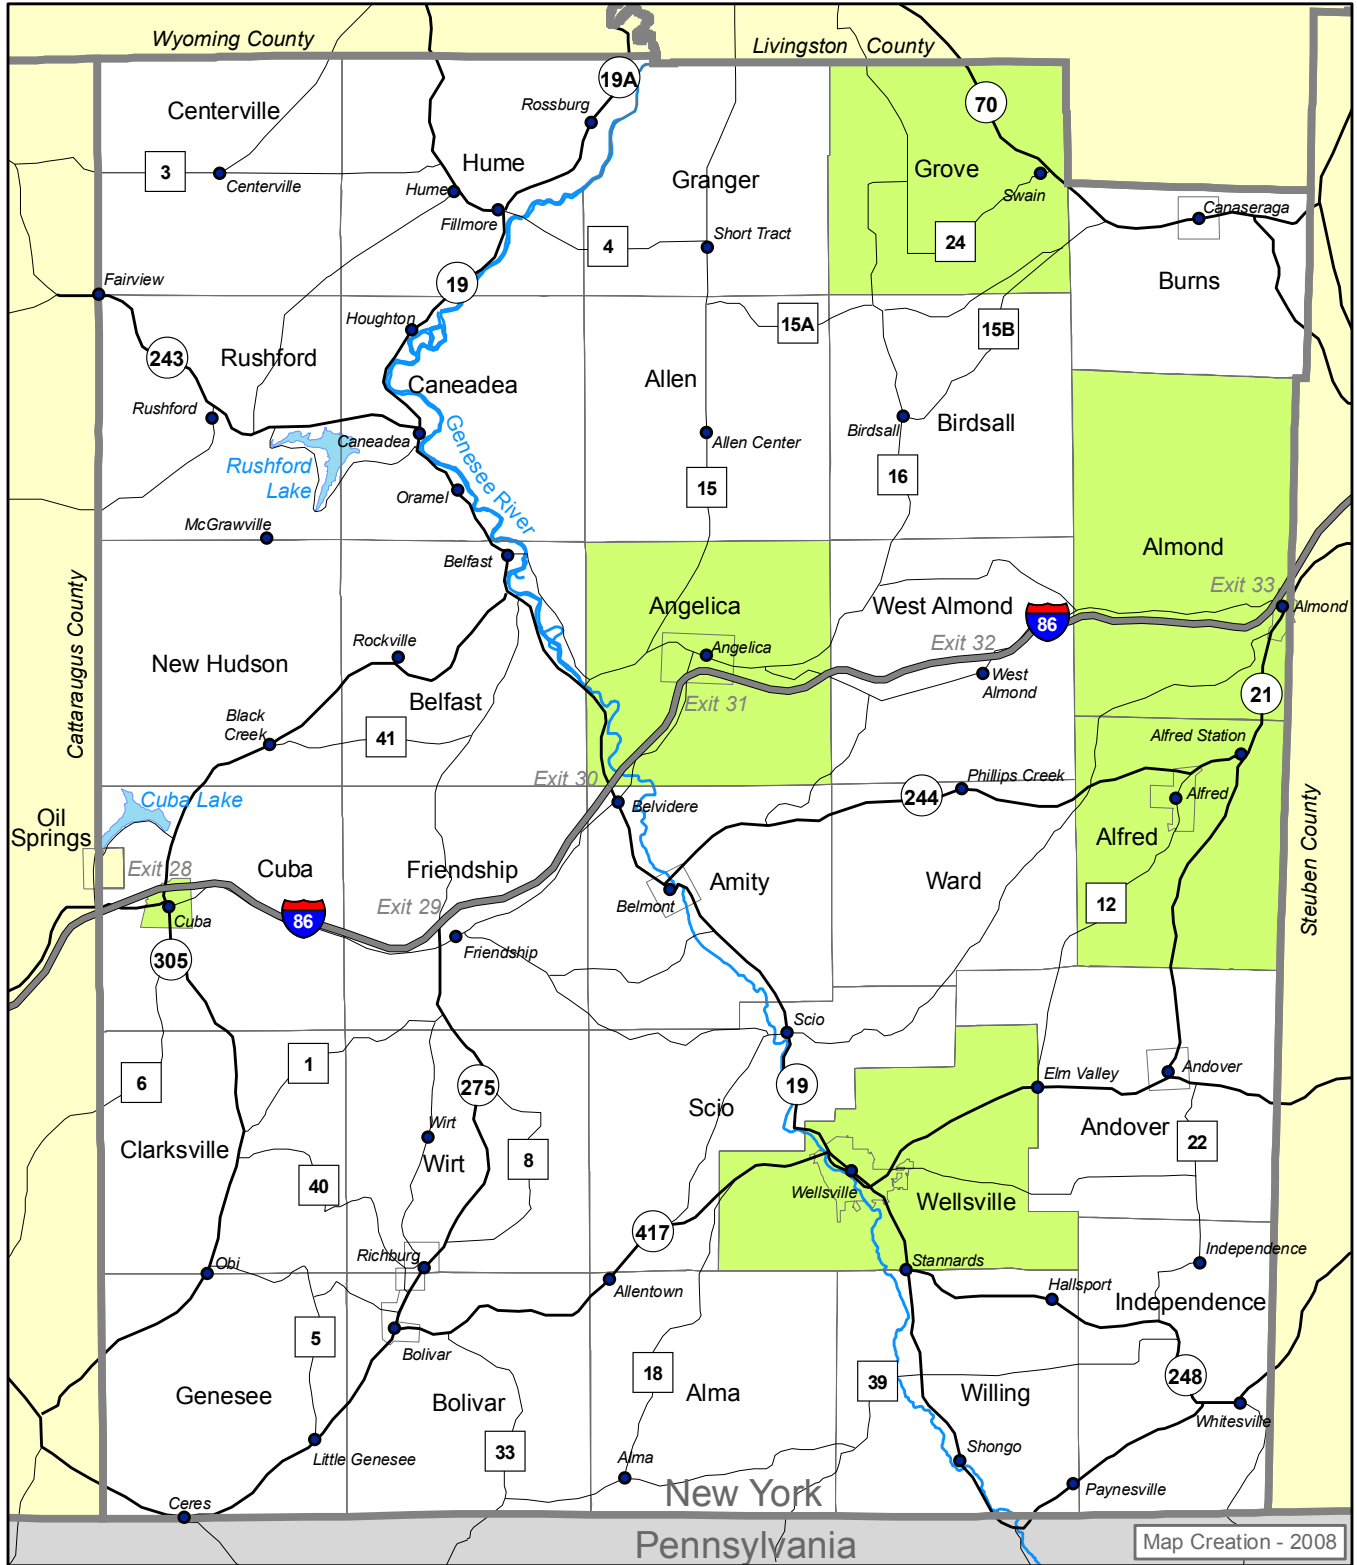 Wyoming County
Livingston County
19A
70
Rossburg
Centerville
Hume
Grove
Granger
3
Centerville
Hume
Swain
Canaseraga
Fillmore
4
Short Tract
24
Fairview
19
Burns
Houghton
15A
15B
243
Rushford
Caneadea
Allen
Rushford
Birdsall
Birdsall
Caneadea
Allen Center
Genesee River
Rushford
Lake
Oramel
15
16
McGrawville
Belfast
Almond
Cattaraugus County
Angelica
West Almond
Exit 33
Almond
86
Exit 32
Rockville
Angelica
New Hudson
West
Almond
Belfast
Exit 31
21
Black
Creek
41
Alfred Station
Exit 30
Phillips Creek
Cuba Lake
Belvidere
244
Alfred
Oil
Springs
Alfred
Exit 28
Cuba
Friendship
Amity
Ward
Steuben County
Exit 29
Belmont
12
Cuba
86
Friendship
305
Scio
1
Elm Valley
Andover
6
275
19
Scio
Wirt
Andover
Clarksville
Wirt
8
22
40
Wellsville
Wellsville
417
Richburg
Independence
Obi
Stannards
Allentown
Hallsport
Independence
5
Bolivar
18
39
248
Genesee
Bolivar
Alma
Willing
Whitesville
33
Little Genesee
Alma
Shongo
Paynesville
Ceres
New York
Pennsylvania
Map Creation - 2008